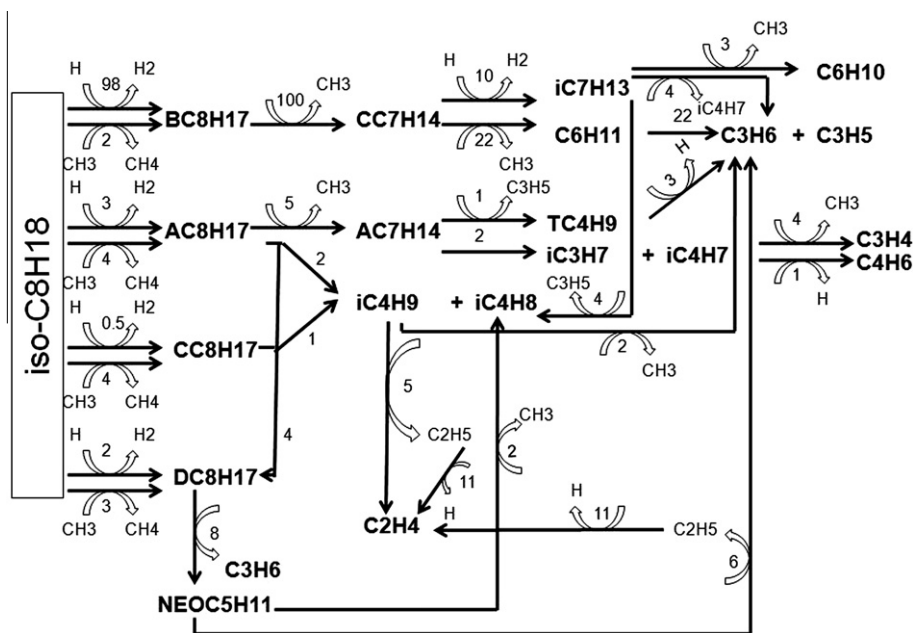 iso-C8H18
H 98 H2
2
CH3 CH4
BC8H17
100 CH3
CC7H14
H 10 H2
22
CH3
iC7H13
C6H11
3 CH3
C6H10
4 iC4H7
22
C3H6 + C3H5
H
3
H 3 H2
4
CH3 CH4
AC8H17
5 CH3
AC7H14
1 C3H5
2
TC4H9
iC3H7
+ iC4H7
4 CH3
C3H4
C4H6
1
H
2
iC4H9 + iC4H8
C3H5 4
H 0.5 H2
4
CH3 CH4
CC8H17
1
2
CH3
5
4
H 2 H2
3
CH3 CH4
DC8H17
C2H5
11
H
C2H4
CH3
2
H 11
C2H5
6
8
C3H6
NEOC5H11